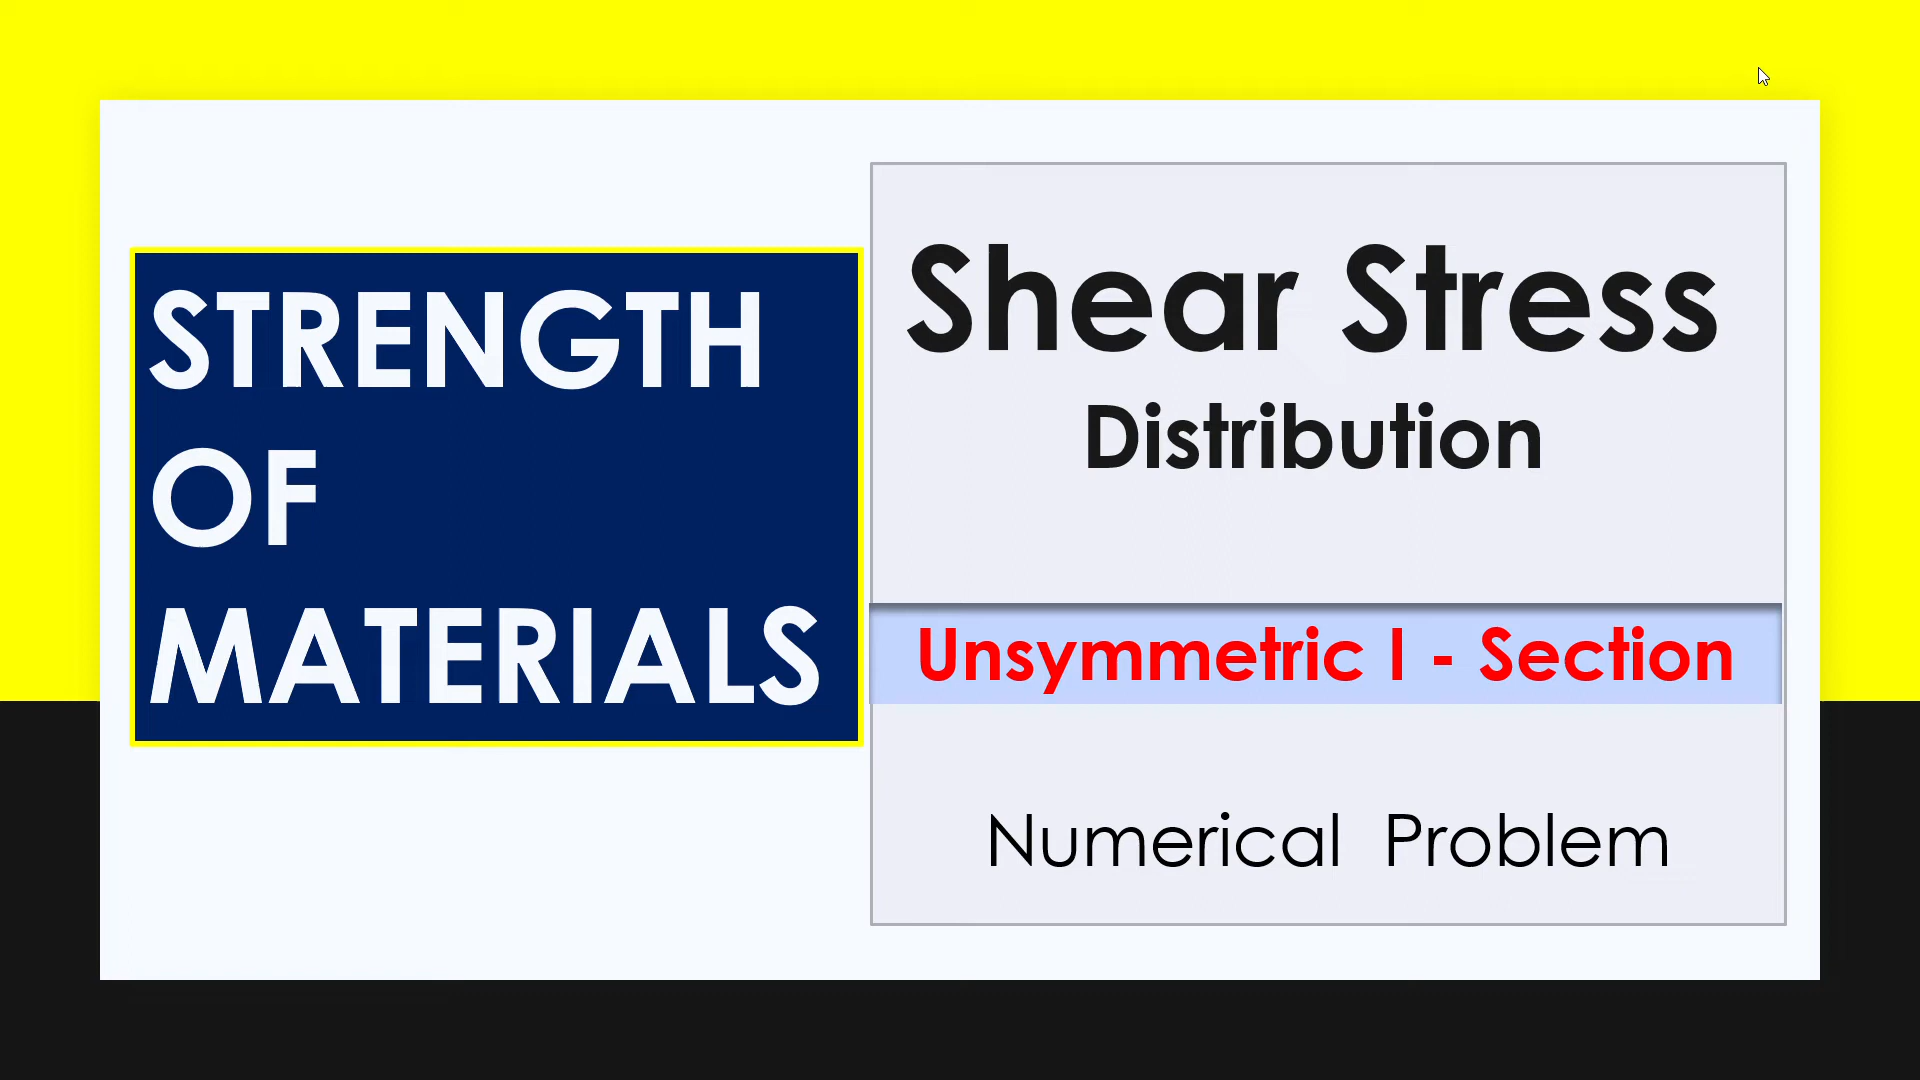 STRENGTH
OF
MATERIALS
Shear Stress
Distribution
Unsymmetric I - Section
Numerical Problem